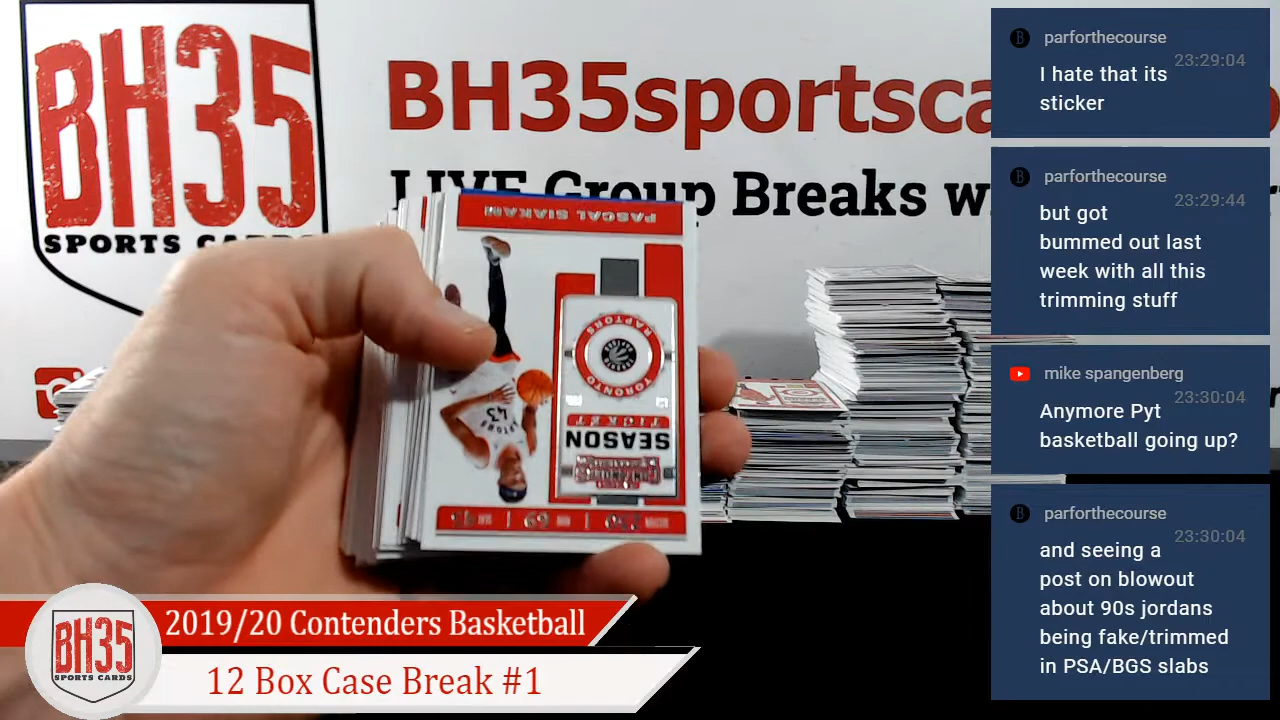 BH35
SPORTS CARDS
BH35sportsca
LIVE Group Breaks w
PASCAL SIAKAM
TORONTO
RAPTORS
43
SEASON
TICKET
parforthecourse
23:29:04
I hate that its
sticker
parforthecourse
23:29:44
but got
bummed out last
week with all this
trimming stuff
mike spangenberg
23:30:04
Anymore Pyt
basketball going up?
parforthecourse
23:30:04
and seeing a
post on blowout
about 90s jordans
being fake/trimmed
in PSA/BGS slabs
BH35
SPORTS CARDS
2019/20 Contenders Basketball
12 Box Case Break #1